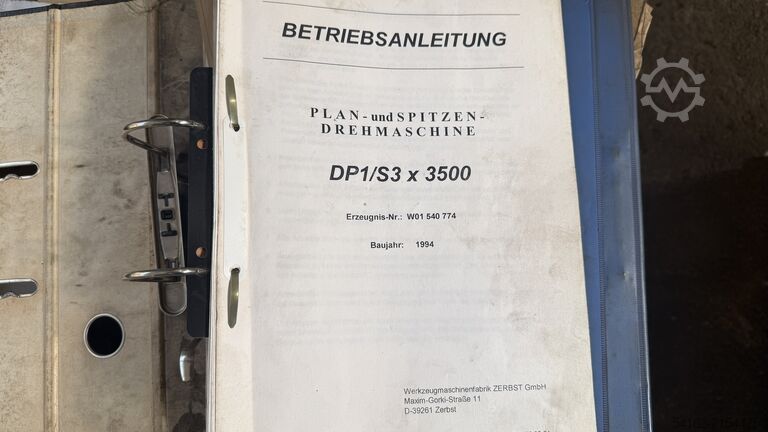 BETRIEBSANLEITUNG
PLAN - und SPITZEN -
DREHMASCHINE
DP1/S3 x 3500
Erzeugnis-Nr.: W01 540 774
Baujahr: 1994
Werkzeugmaschinenfabrik ZERBST GmbH
Maxim-Gorki-Straße 11
D-39261 Zerbst